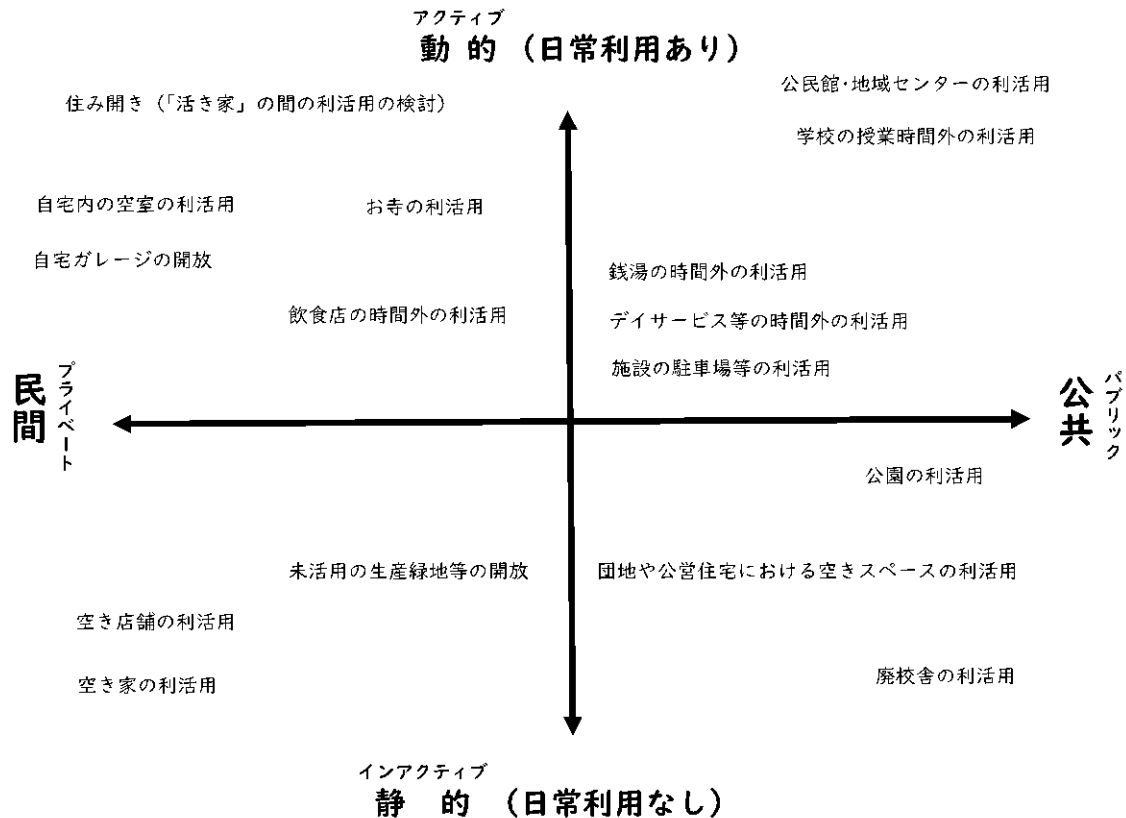 アクティブ
動的（日常利用あり）
住み開き（「活き家」の間の利活用の検討）
公民館・地域センターの利活用
学校の授業時間外の利活用
自宅内の空室の利活用
お寺の利活用
自宅ガレージの開放
銭湯の時間外の利活用
飲食店の時間外の利活用
デイサービス等の時間外の利活用
施設の駐車場等の利活用
民間
プライベート
公共
パブリック
公園の利活用
未活用の生産緑地等の開放
団地や公営住宅における空きスペースの利活用
空き店舗の利活用
空き家の利活用
廃校舎の利活用
インアクティブ
静的（日常利用なし）